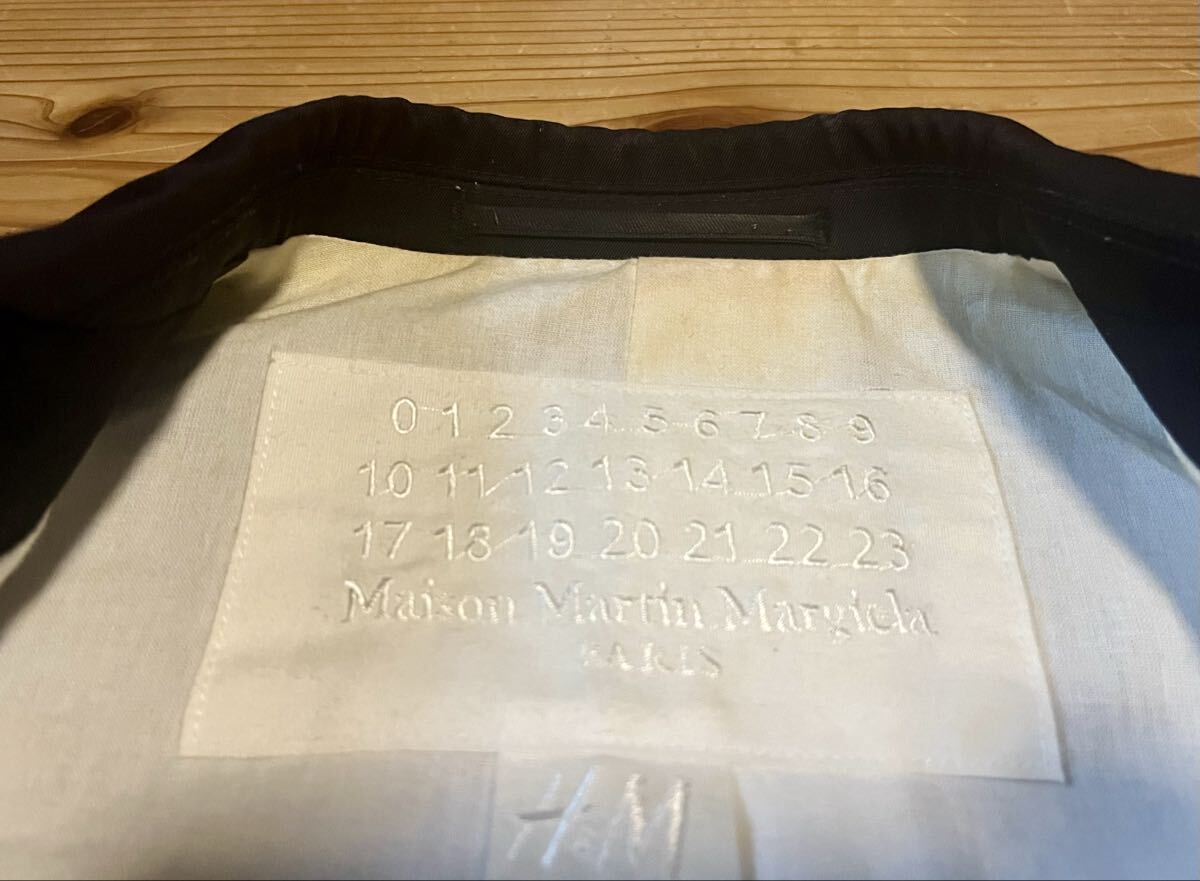 0 1 2 3 4 5 6 7 8 9
10 11 12 13 14 15 16
17 18 19 20 21 22 23
Maison Martin Margiela
PARIS
H&M